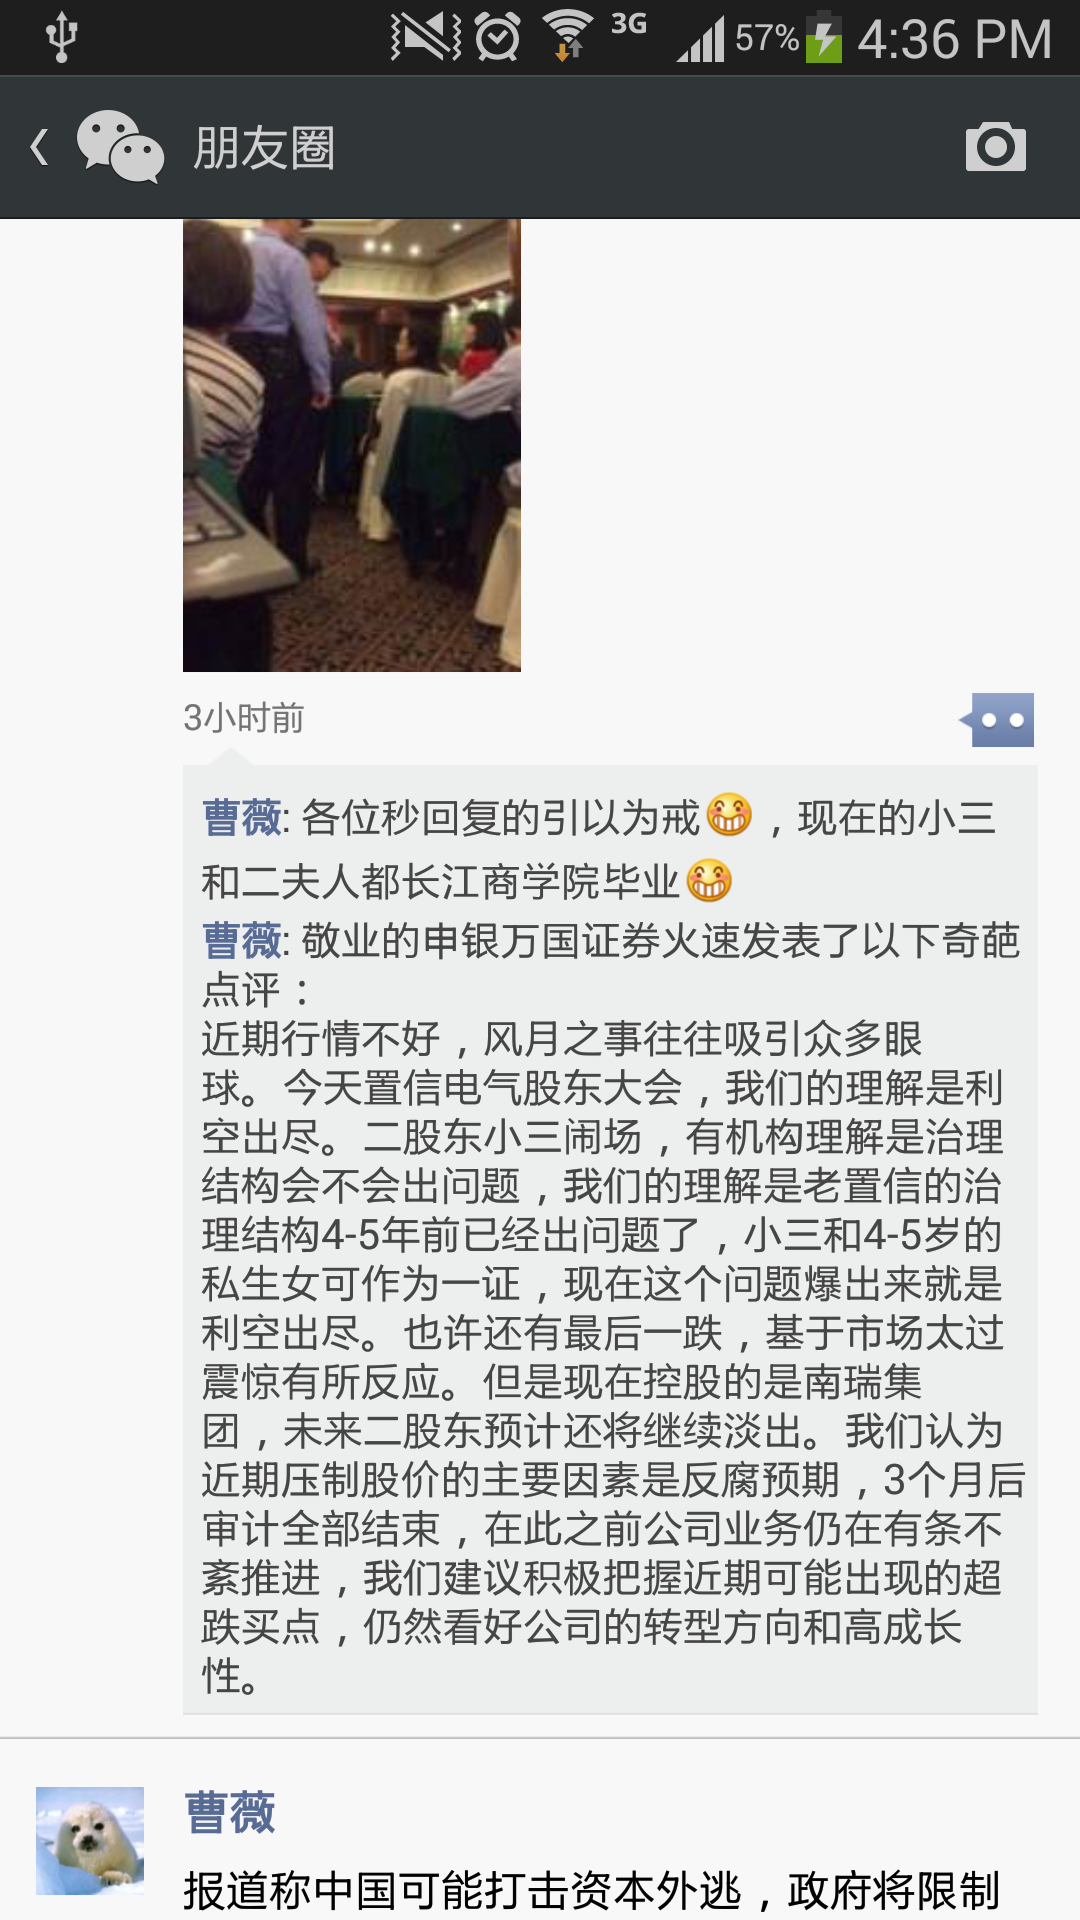 3G 57% 4:36 PM
朋友圈
3小时前
曹薇: 各位秒回复的引以为戒😁，现在的小三
和二夫人都长江商学院毕业😁
曹薇: 敬业的申银万国证券火速发表了以下奇葩
点评：
近期行情不好，风月之事往往吸引众多眼
球。今天置信电气股东大会，我们的理解是利
空出尽。二股东小三闹场，有机构理解是治理
结构会不会出问题，我们的理解是老置信的治
理结构4-5年前已经出问题了，小三和4-5岁的
私生女可作为一证，现在这个问题爆出来就是
利空出尽。也许还有最后一跌，基于市场太过
震惊有所反应。但是现在控股的是南瑞集
团，未来二股东预计还将继续淡出。我们认为
近期压制股价的主要因素是反腐预期，3个月后
审计全部结束，在此之前公司业务仍在有条不
紊推进，我们建议积极把握近期可能出现的超
跌买点，仍然看好公司的转型方向和高成长
性。
曹薇
报道称中国可能打击资本外逃，政府将限制